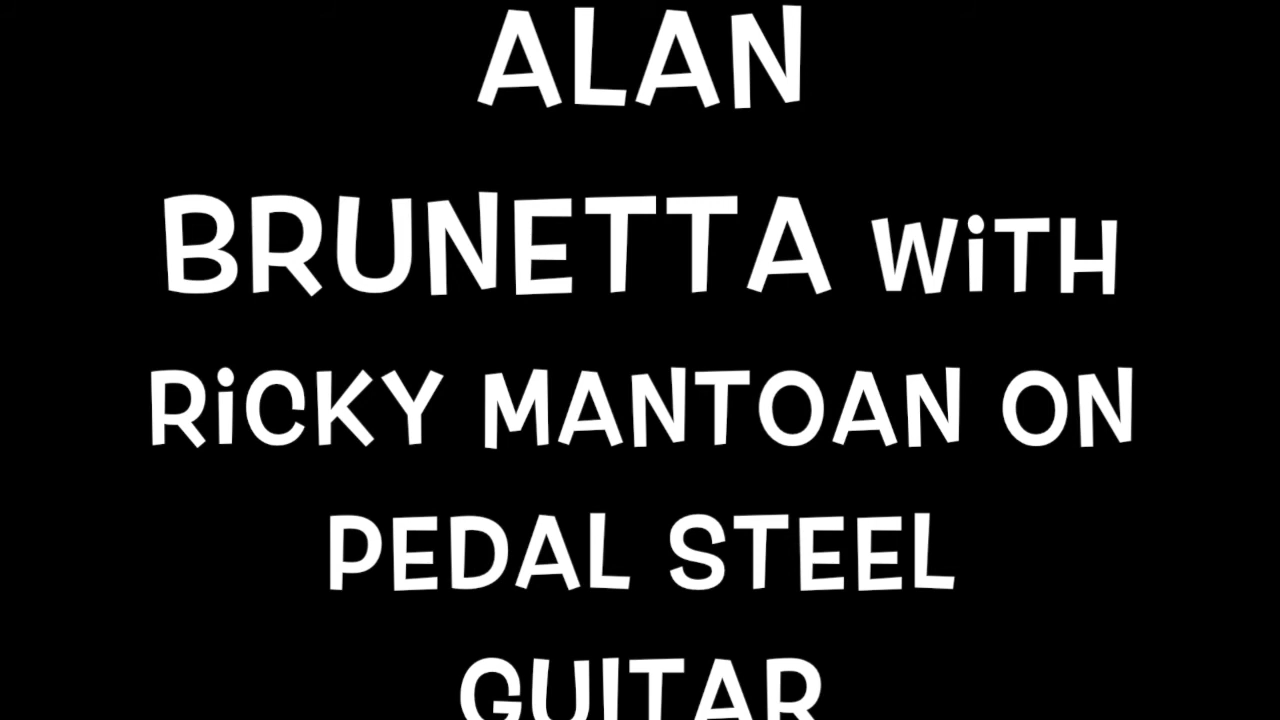 ALAN
BRUNETTA WiTH
RiCKY MANTOAN ON
PEDAL STEEL
GUITAR